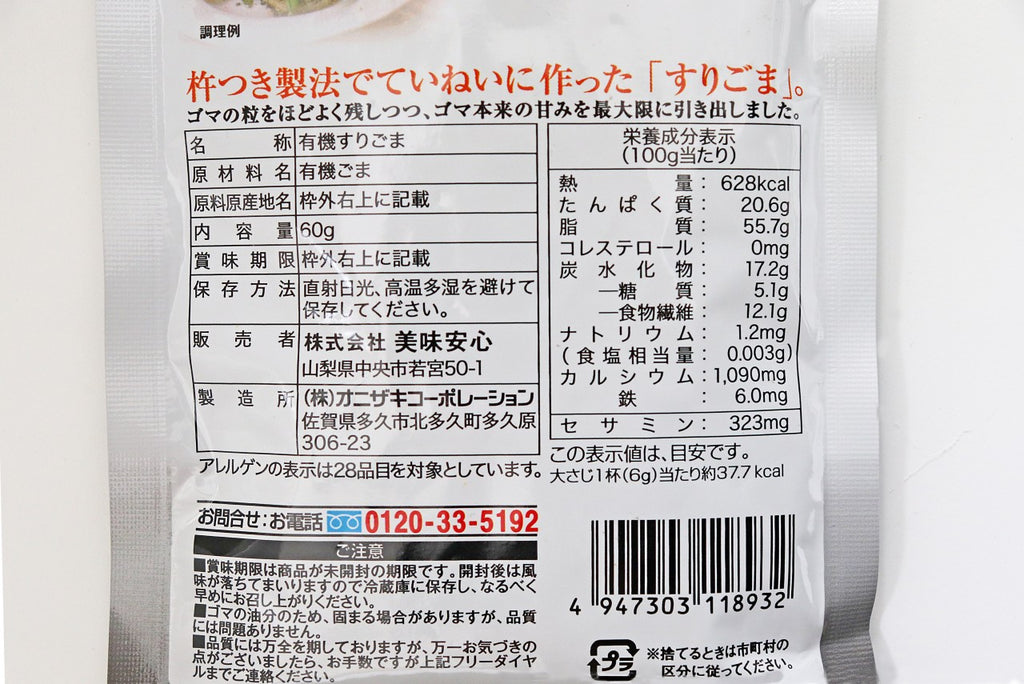 調理例
杵つき製法でていねいに作った「すりごま」。
ゴマの粒をほどよく残しつつ、ゴマ本来の甘みを最大限に引き出しました。
名称 有機すりごま
原材料名 有機ごま
原料原産地名 枠外右上に記載
内容量 60g
賞味期限 枠外右上に記載
保存方法 直射日光、高温多湿を避けて
保存してください。
販売者 株式会社 美味安心
山梨県中央市若宮50-1
製造所 (株)オニザキコーポレーション
佐賀県多久市北多久町多久原
306-23
アレルゲンの表示は28品目を対象としています。
栄養成分表示
(100g当たり)
熱量: 628kcal
たんぱく質: 20.6g
脂質: 55.7g
コレステロール: 0mg
炭水化物: 17.2g
―糖質: 5.1g
―食物繊維: 12.1g
ナトリウム: 1.2mg
(食塩相当量: 0.003g)
カルシウム: 1,090mg
鉄: 6.0mg
セサミン: 323mg
この表示値は、目安です。
大さじ1杯(6g)当たり約37.7kcal
お問合せ:お電話 0120-33-5192
ご注意
■賞味期限は商品が未開封の期限です。開封後は風
味が落ちてまいりますので冷蔵庫に保存し、なるべく
早めにお召し上がりください。
■ゴマの油分のため、固まる場合がありますが、品質
には問題ありません。
■品質には万全を期しておりますが、万一お気づきの
点がございましたら、お手数ですが上記フリーダイヤ
ルまでご連絡ください。
4 947303 118932
プラ
※捨てるときは市町村の
区分に従ってください。